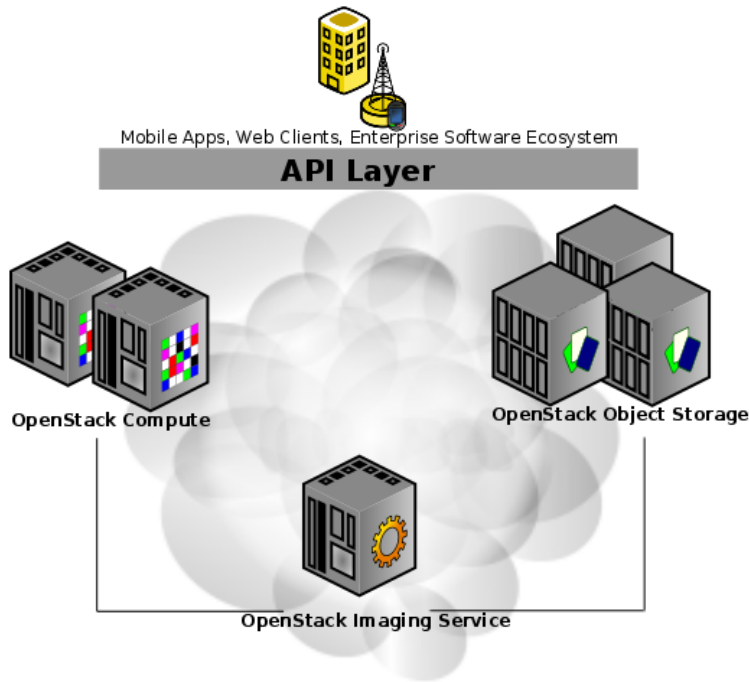 Mobile Apps, Web Clients, Enterprise Software Ecosystem
API Layer
OpenStack Compute
OpenStack Object Storage
OpenStack Imaging Service